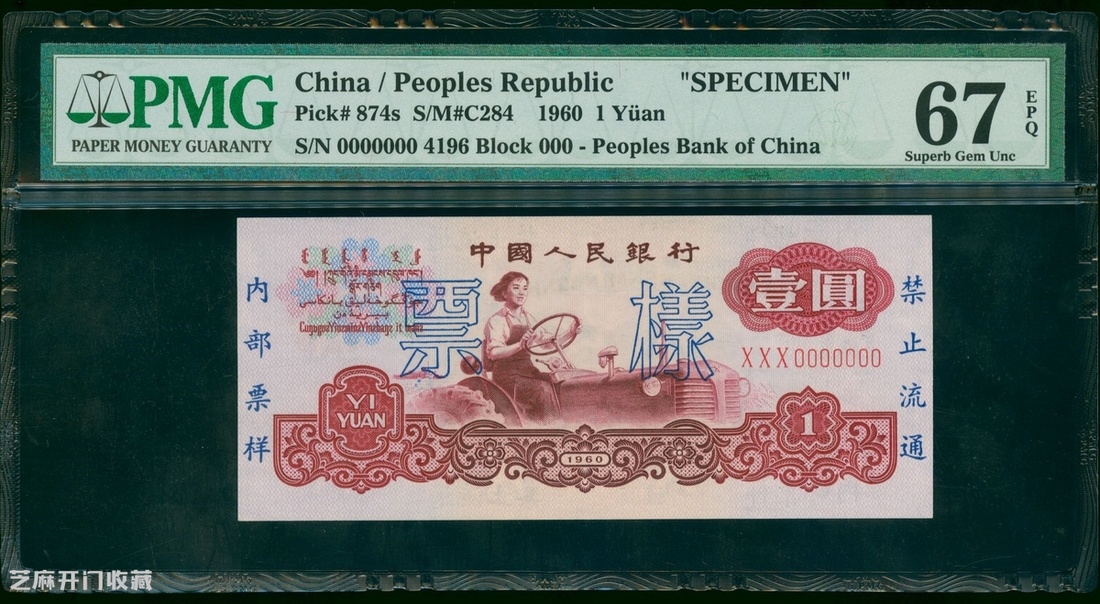 PMG
PAPER MONEY GUARANTY
China / Peoples Republic "SPECIMEN"
Pick# 874s S/M#C284 1960 1 Yüan
S/N 0000000 4196 Block 000 - Peoples Bank of China
67
EPQ
Superb Gem Unc
中國人民銀行
壹圓
票樣
内部票样
禁止流通
XXX0000000
YI
YUAN
1
1960
芝麻开门收藏